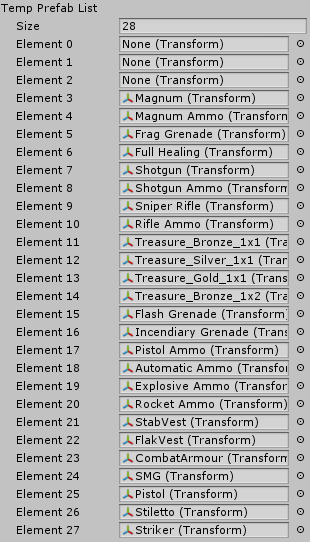 Temp Prefab List
Size 28
Element 0 None (Transform)
Element 1 None (Transform)
Element 2 None (Transform)
Element 3 Magnum (Transform)
Element 4 Magnum Ammo (Transforn
Element 5 Frag Grenade (Transform)
Element 6 Full Healing (Transform)
Element 7 Shotgun (Transform)
Element 8 Shotgun Ammo (Transform
Element 9 Sniper Rifle (Transform)
Element 10 Rifle Ammo (Transform)
Element 11 Treasure_Bronze_1x1 (Tra
Element 12 Treasure_Silver_1x1 (Tran
Element 13 Treasure_Gold_1x1 (Trans
Element 14 Treasure_Bronze_1x2 (Tra
Element 15 Flash Grenade (Transform)
Element 16 Incendiary Grenade (Trans
Element 17 Pistol Ammo (Transform)
Element 18 Automatic Ammo (Transfor
Element 19 Explosive Ammo (Transfor
Element 20 Rocket Ammo (Transform)
Element 21 StabVest (Transform)
Element 22 FlakVest (Transform)
Element 23 CombatArmour (Transform
Element 24 SMG (Transform)
Element 25 Pistol (Transform)
Element 26 Stiletto (Transform)
Element 27 Striker (Transform)